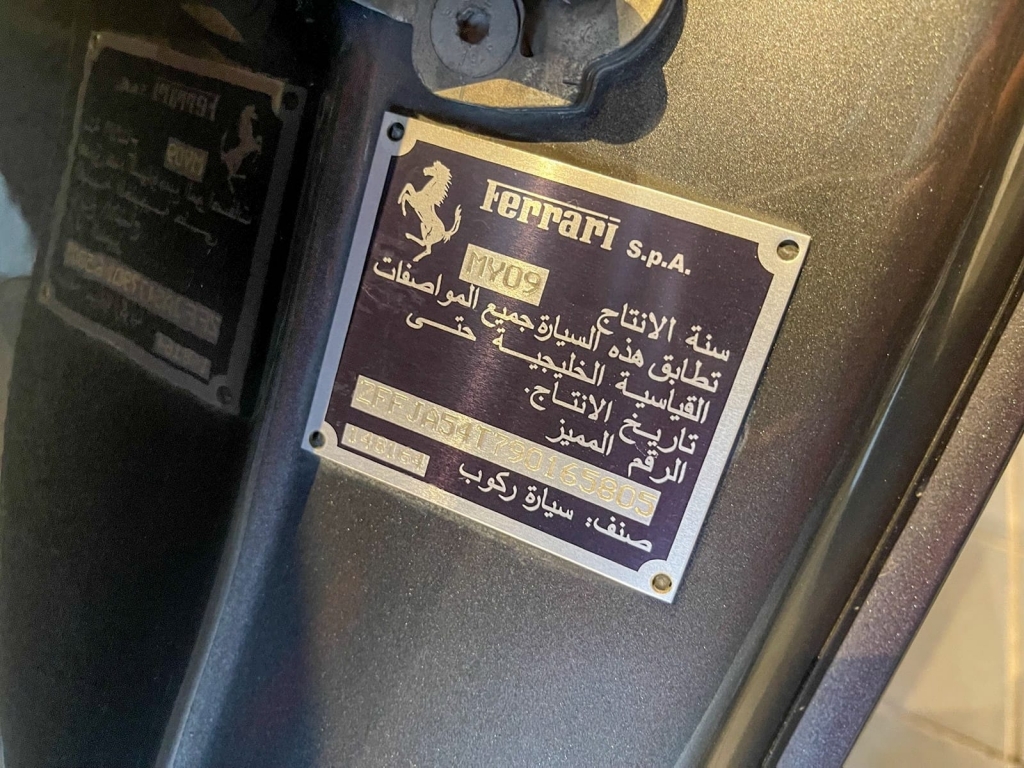 Ferrari S.p.A.
سنة الانتاج MY09
تطابق هذه السيارة جميع المواصفات
القياسية الخليجية حتى
تاريخ الانتاج.
الرقم المميز
ZFFJA54T790165805
صنف: سيارة ركوب